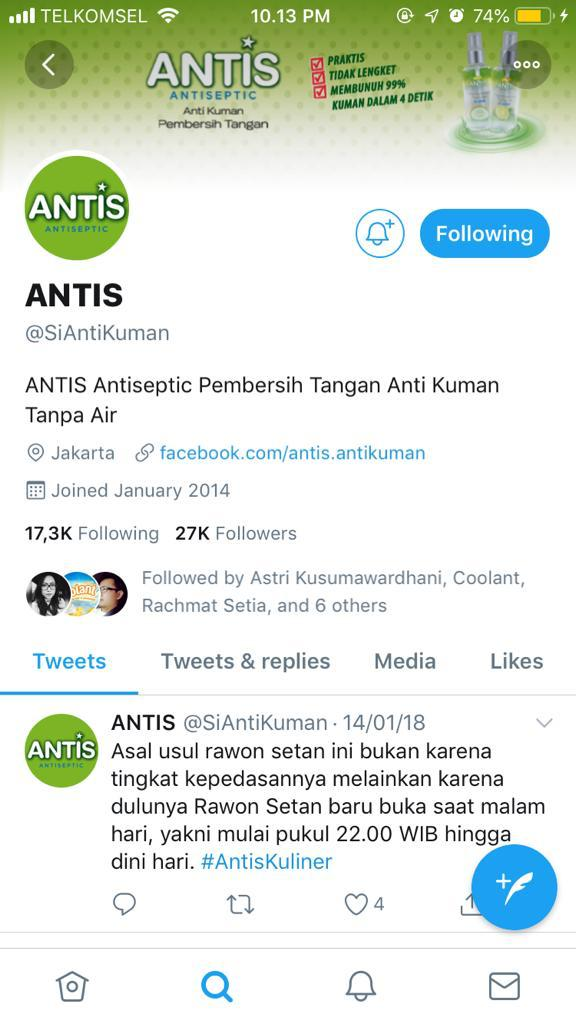 TELKOMSEL 10.13 PM 74%
ANTIS
ANTISEPTIC
Anti Kuman
Pembersih Tangan
PRAKTIS
TIDAK LENGKET
MEMBUNUH 99%
KUMAN DALAM 4 DETIK
ANTIS
ANTISEPTIC
Following
ANTIS
@SiAntiKuman
ANTIS Antiseptic Pembersih Tangan Anti Kuman
Tanpa Air
Jakarta facebook.com/antis.antikuman
Joined January 2014
17,3K Following 27K Followers
Followed by Astri Kusumawardhani, Coolant,
Rachmat Setia, and 6 others
Tweets Tweets & replies Media Likes
ANTIS @SiAntiKuman · 14/01/18
ANTIS
ANTISEPTIC
Asal usul rawon setan ini bukan karena
tingkat kepedasannya melainkan karena
dulunya Rawon Setan baru buka saat malam
hari, yakni mulai pukul 22.00 WIB hingga
dini hari. #AntisKuliner
4